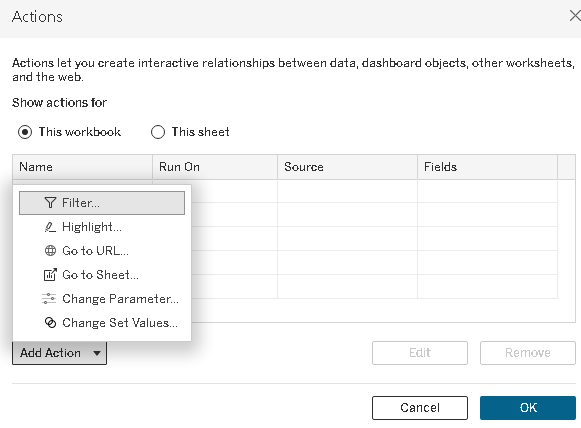 Actions
Actions let you create interactive relationships between data, dashboard objects, other worksheets,
and the web.
Show actions for
This workbook This sheet
Name Run On Source Fields
Filter...
Highlight...
Go to URL...
Go to Sheet...
Change Parameter...
Change Set Values...
Add Action Edit Remove
Cancel OK